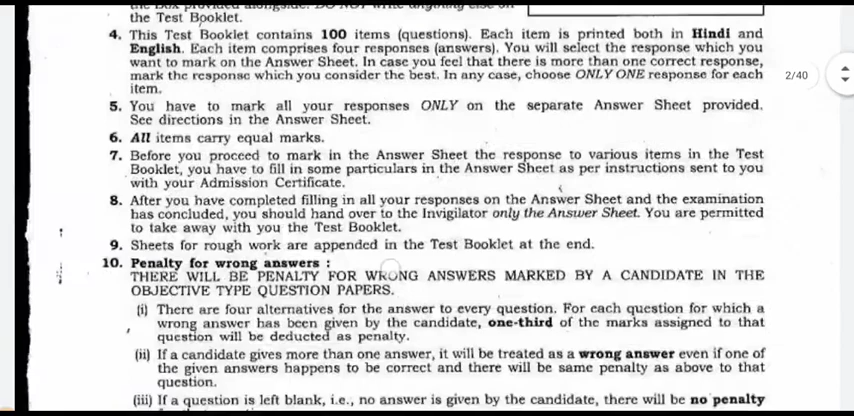 the Test Booklet.
4. This Test Booklet contains 100 items (questions). Each item is printed both in Hindi and
English. Each item comprises four responses (answers). You will select the response which you
want to mark on the Answer Sheet. In case you feel that there is more than one correct response,
mark the response which you consider the best. In any case, choose ONLY ONE response for each
item.
2/40
5. You have to mark all your responses ONLY on the separate Answer Sheet provided.
See directions in the Answer Sheet.
6. All items carry equal marks.
7. Before you proceed to mark in the Answer Sheet the response to various items in the Test
Booklet, you have to fill in some particulars in the Answer Sheet as per instructions sent to you
with your Admission Certificate.
8. After you have completed filling in all your responses on the Answer Sheet and the examination
has concluded, you should hand over to the Invigilator only the Answer Sheet. You are permitted
to take away with you the Test Booklet.
9. Sheets for rough work are appended in the Test Booklet at the end.
10. Penalty for wrong answers :
THERE WILL BE PENALTY FOR WRONG ANSWERS MARKED BY A CANDIDATE IN THE
OBJECTIVE TYPE QUESTION PAPERS.
(i) There are four alternatives for the answer to every question. For each question for which a
wrong answer has been given by the candidate, one-third of the marks assigned to that
question will be deducted as penalty.
(ii) If a candidate gives more than one answer, it will be treated as a wrong answer even if one of
the given answers happens to be correct and there will be same penalty as above to that
question.
(iii) If a question is left blank, i.e., no answer is given by the candidate, there will be no penalty